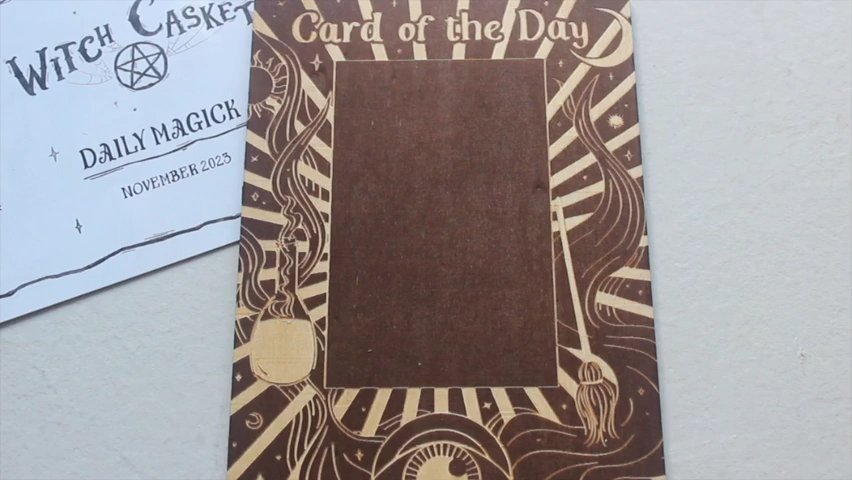 WITCH CASKET
DAILY MAGICK
NOVEMBER 2023
Card of the Day